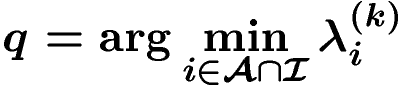 q = arg min_{i∈𝒜∩ℐ} λ_i^{(k)}